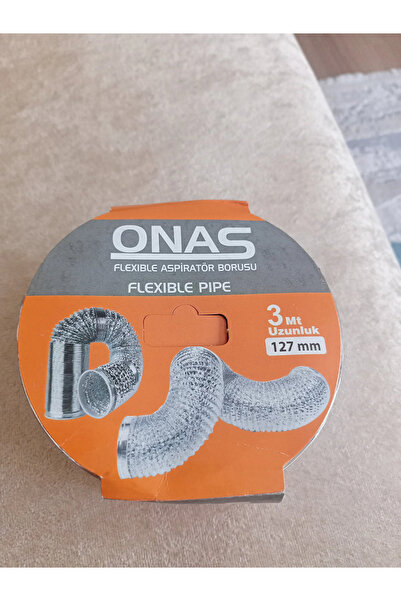 ONAS
FLEXIBLE ASPİRATÖR BORUSU
FLEXIBLE PIPE
3 Mt
Uzunluk
127 mm